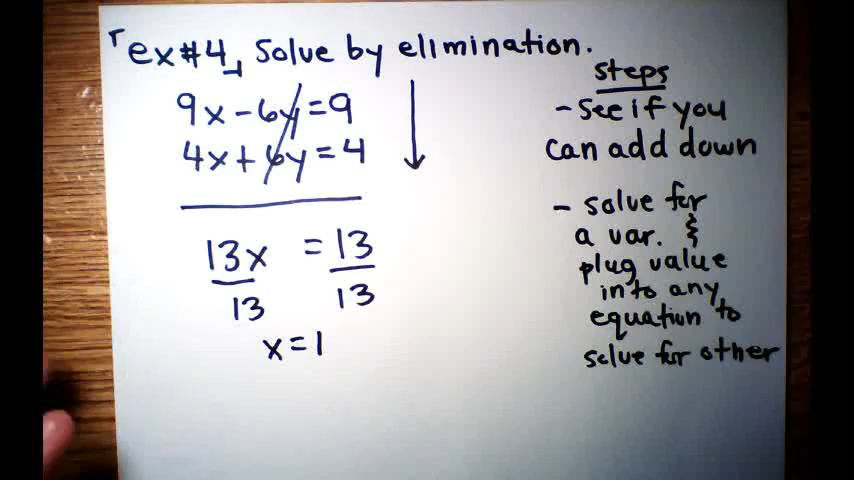 ex#4 Solve by elimination.
9x - 6y = 9
4x + 6y = 4
13x = 13
13 13
x = 1
steps
- See if you
can add down
- solve for
a var. &
plug value
into any
equation to
solve for other